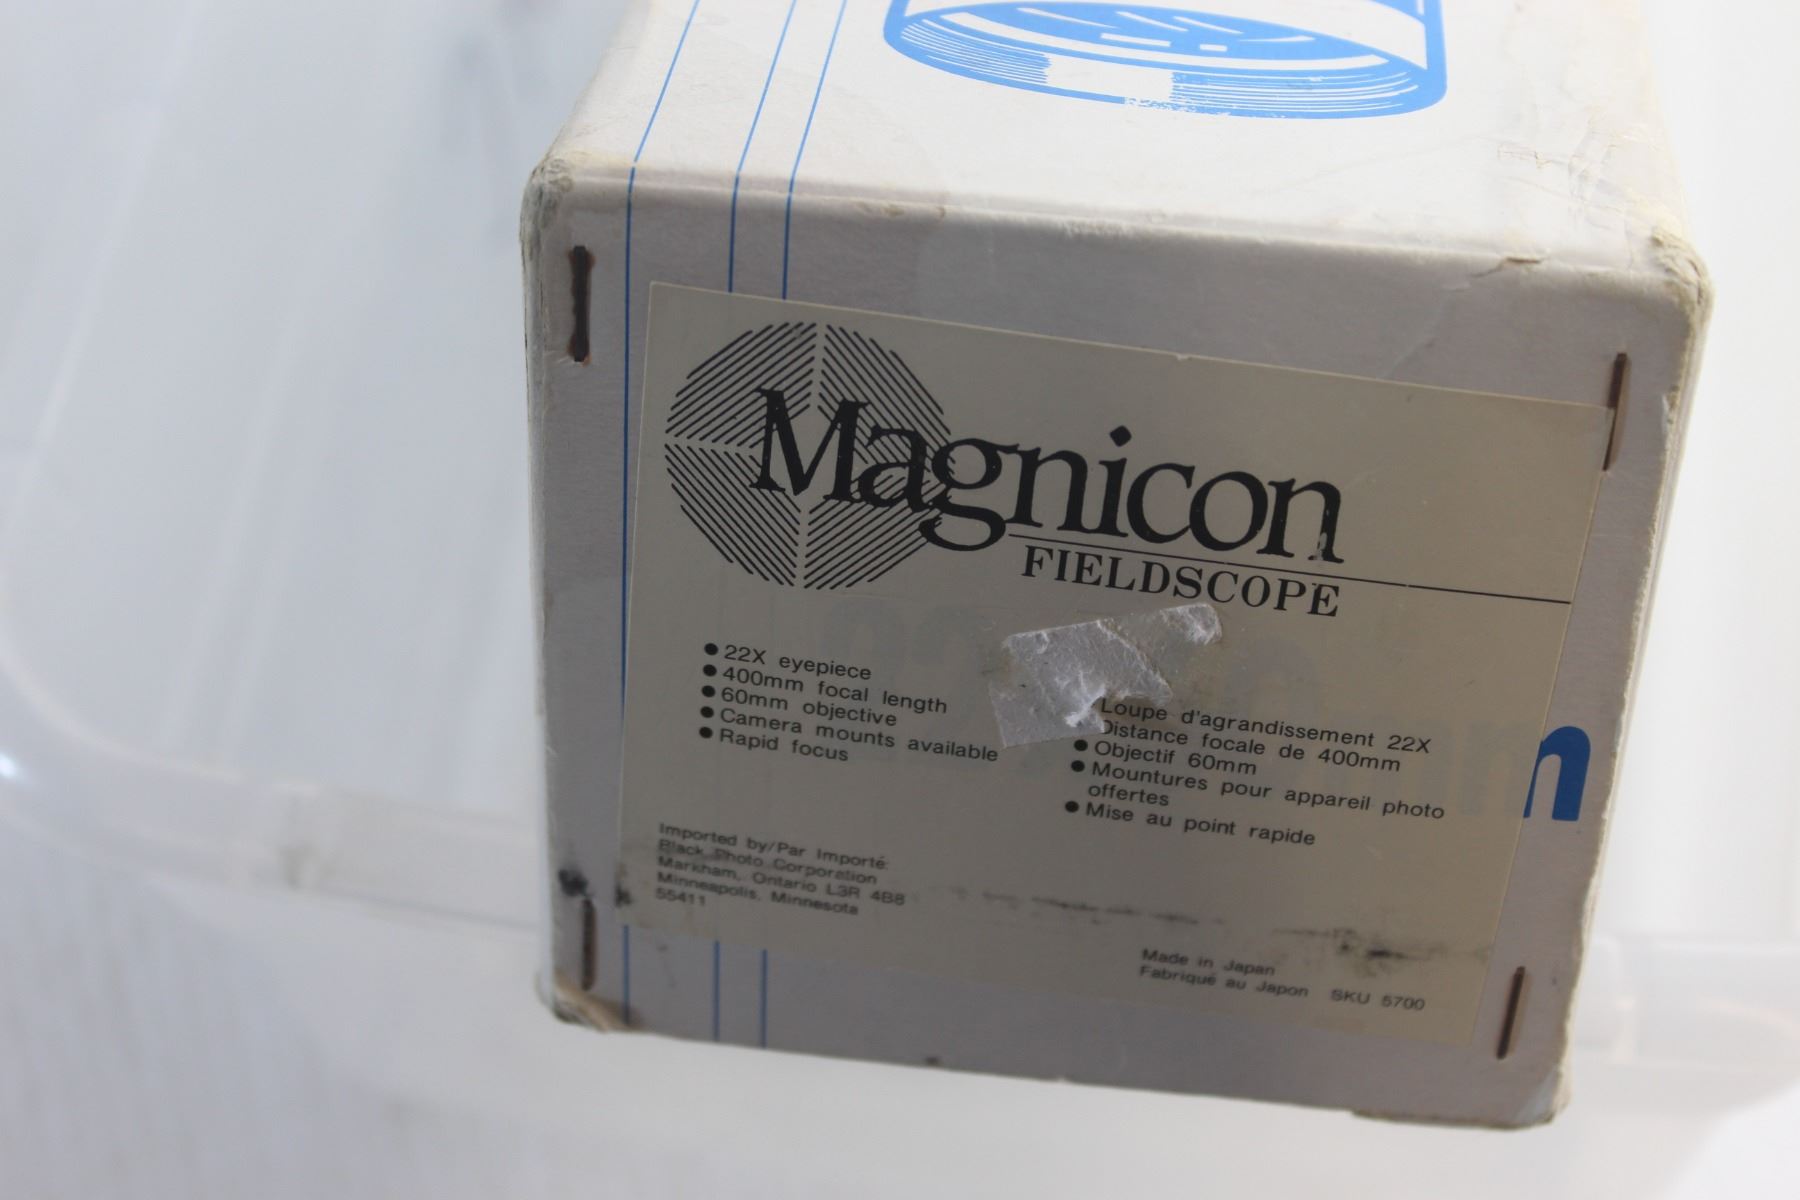 Magnicon
FIELDSCOPE
22X eyepiece
400mm focal length
60mm objective
Camera mounts available
Rapid focus
Loupe d'agrandissement 22X
Distance focale de 400mm
Objectif 60mm
Mountures pour appareil photo
offertes
Mise au point rapide
Imported by/Par Importé:
Black Photo Corporation
Markham, Ontario L3R 4B8
Minneapolis, Minnesota
55411
Made in Japan
Fabriqué au Japon SKU 5700